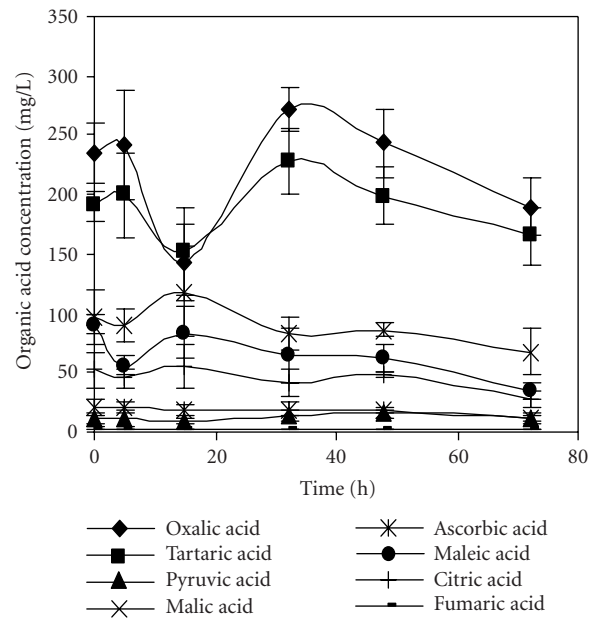 350
300
250
200
150
100
50
0
Organic acid concentration (mg/L)
0 20 40 60 80
Time (h)
Oxalic acid
Tartaric acid
Pyruvic acid
Malic acid
Ascorbic acid
Maleic acid
Citric acid
Fumaric acid